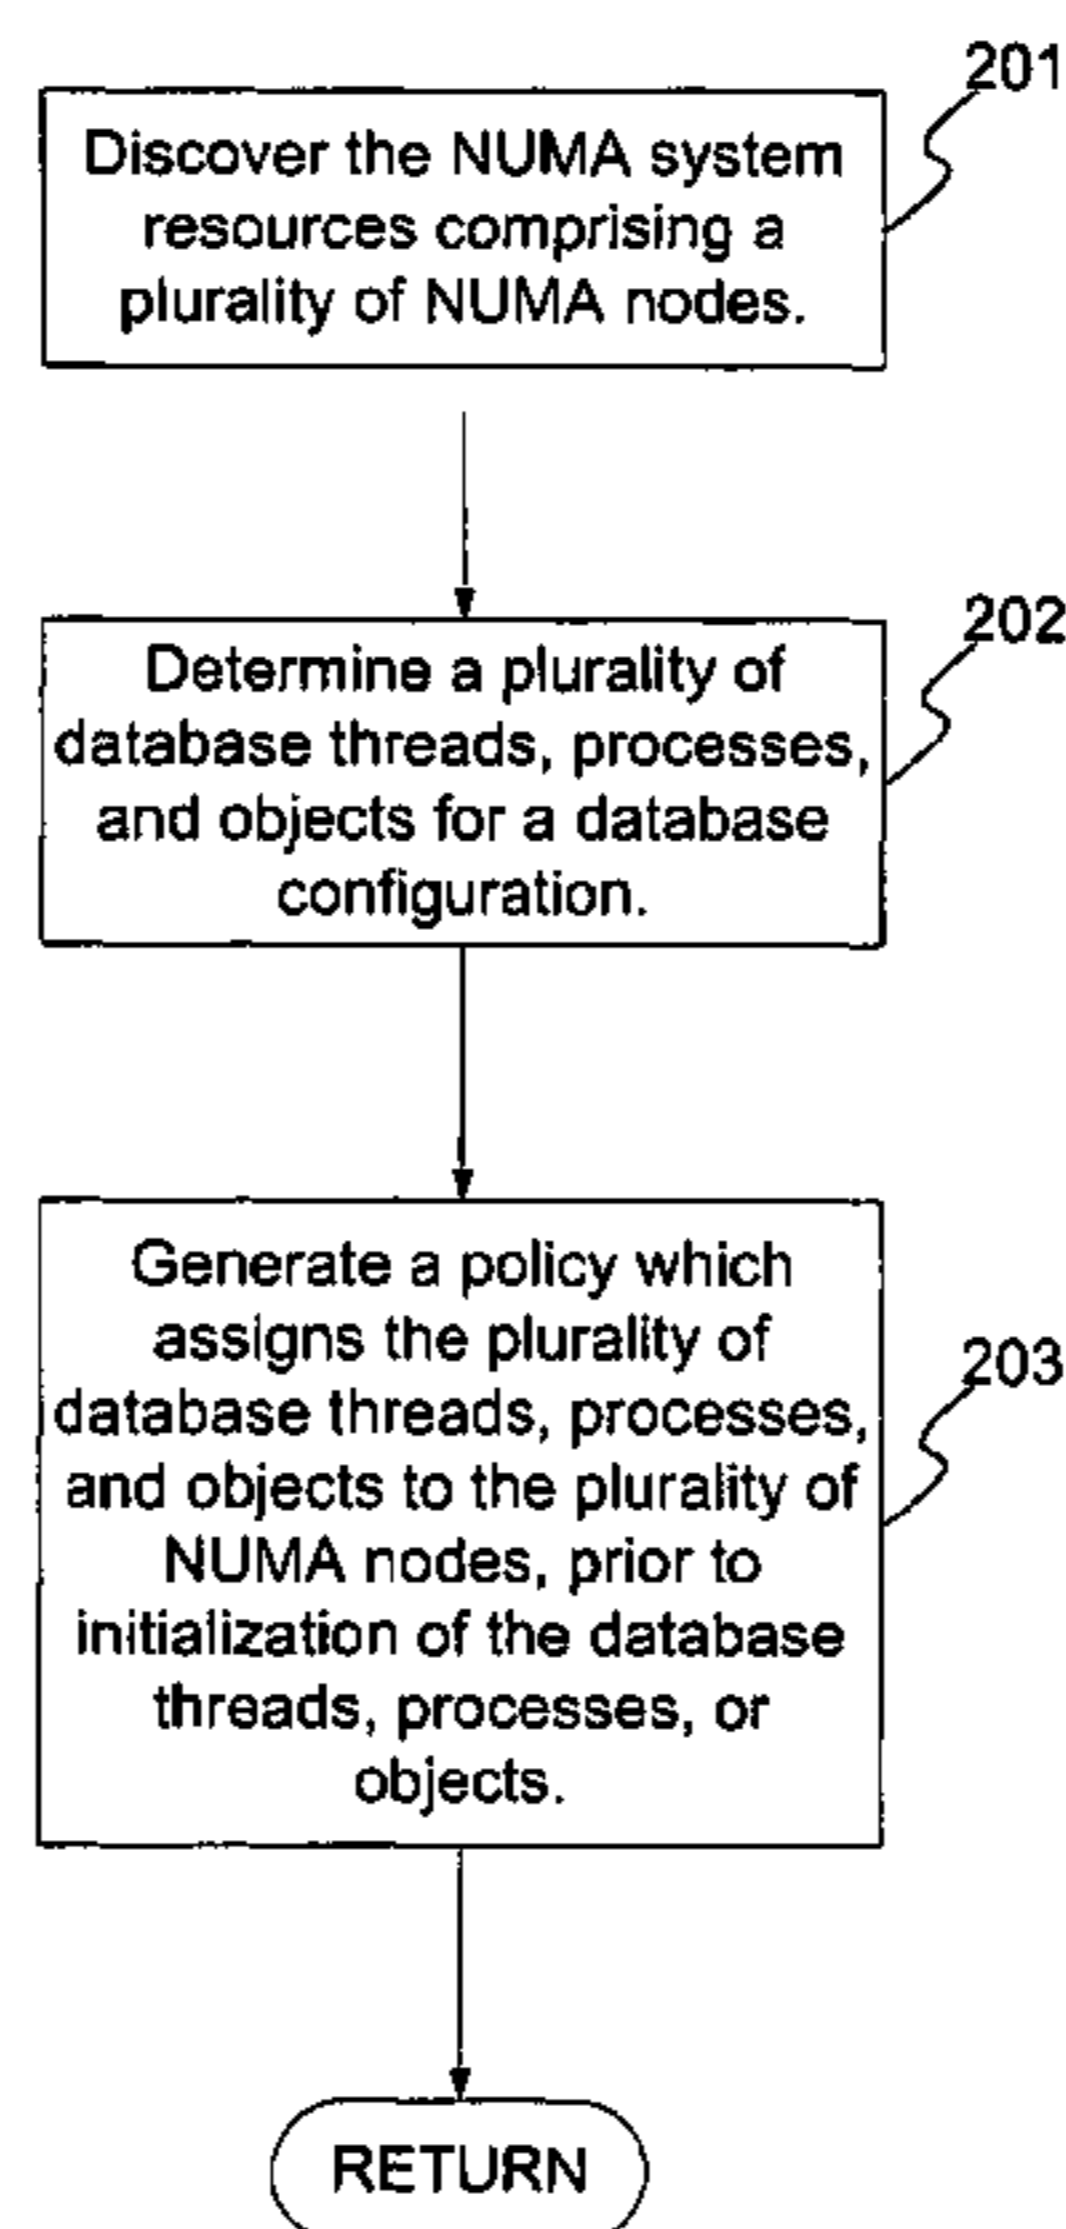 201
Discover the NUMA system
resources comprising a
plurality of NUMA nodes.
202
Determine a plurality of
database threads, processes,
and objects for a database
configuration.
203
Generate a policy which
assigns the plurality of
database threads, processes,
and objects to the plurality of
NUMA nodes, prior to
initialization of the database
threads, processes, or
objects.
RETURN